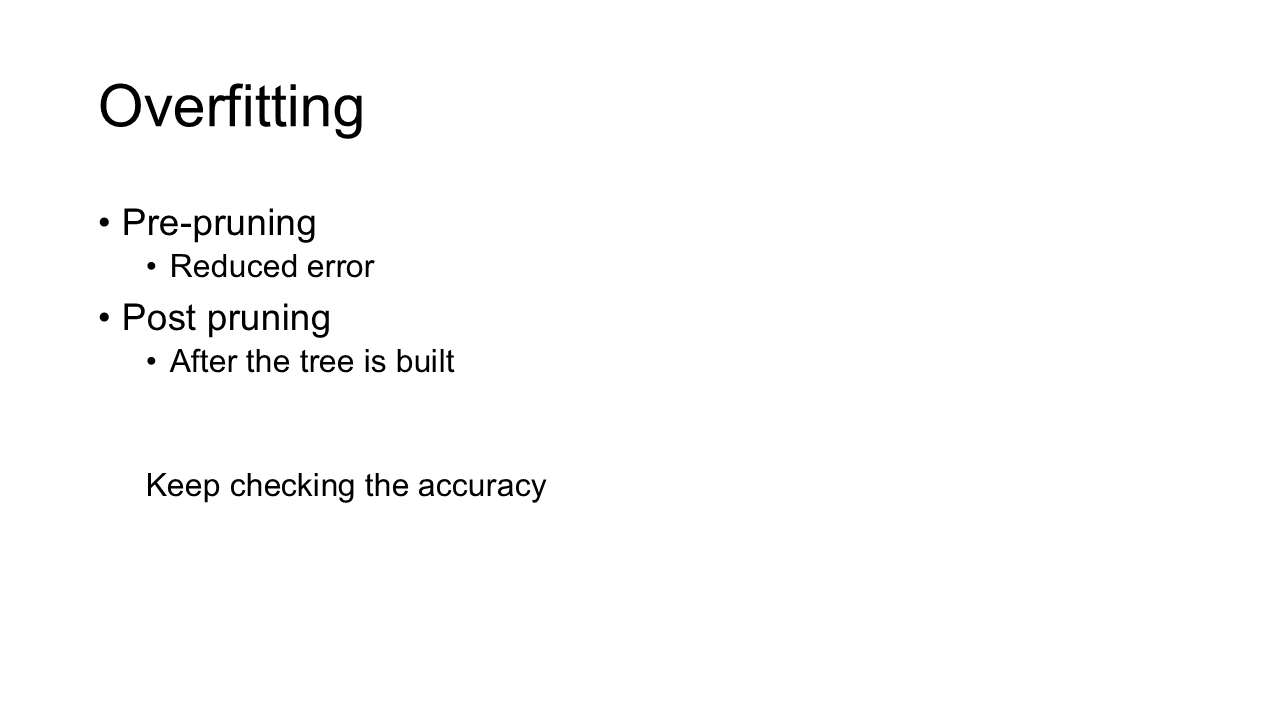 Overfitting
• Pre-pruning
• Reduced error
• Post pruning
• After the tree is built
Keep checking the accuracy